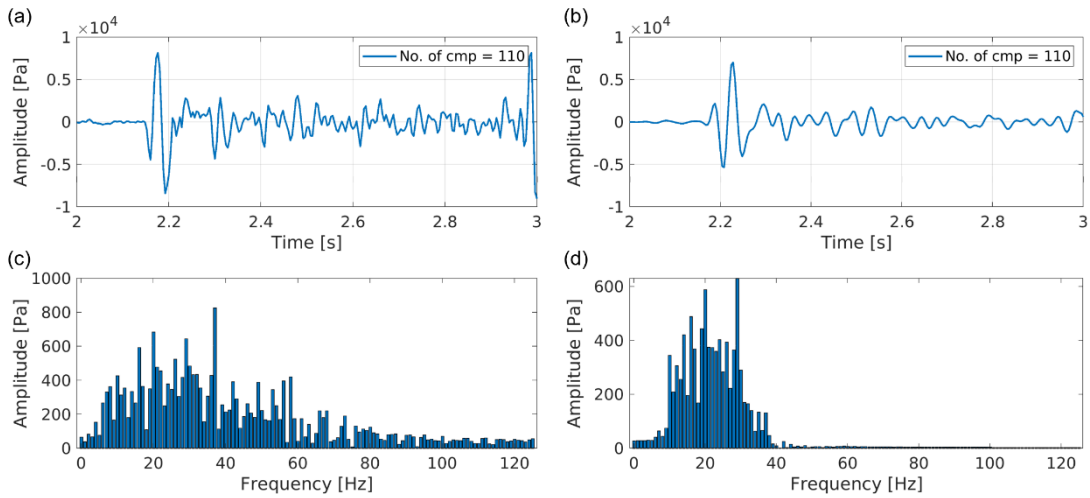 (a)
×10⁴
No. of cmp = 110
1
0.5
0
-0.5
-1
Amplitude [Pa]
2 2.2 2.4 2.6 2.8 3
Time [s]
(b)
×10⁴
No. of cmp = 110
1
0.5
0
-0.5
-1
Amplitude [Pa]
2 2.2 2.4 2.6 2.8 3
Time [s]
(c)
1000
800
600
400
200
0
Amplitude [Pa]
0 20 40 60 80 100 120
Frequency [Hz]
(d)
600
400
200
0
Amplitude [Pa]
0 20 40 60 80 100 120
Frequency [Hz]